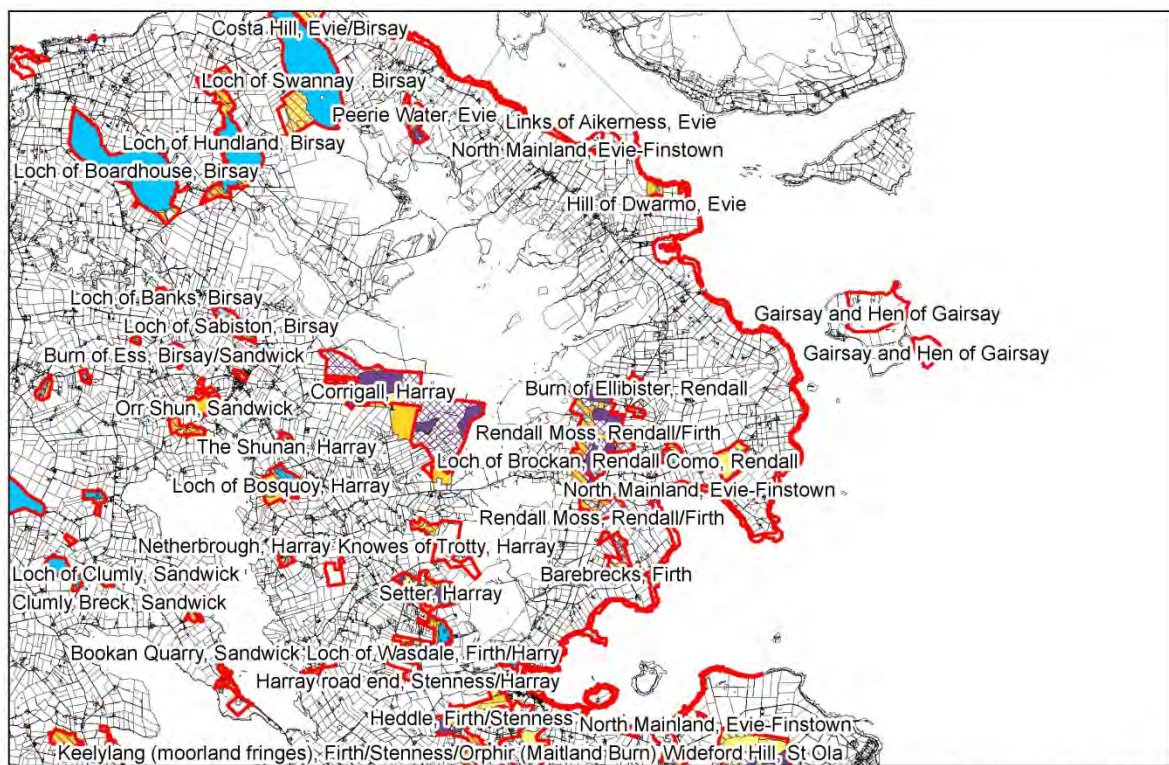 Costa Hill, Evie/Birsay
Loch of Swannay , Birsay
Peerie Water, Evie
Links of Aikerness, Evie
Loch of Hundland, Birsay
North Mainland, Evie-Finstown
Loch of Boardhouse, Birsay
Hill of Dwarmo, Evie
Loch of Banks, Birsay
Gairsay and Hen of Gairsay
Loch of Sabiston, Birsay
Gairsay and Hen of Gairsay
Burn of Ess, Birsay/Sandwick
Corrigall, Harray
Burn of Ellibister, Rendall
Orr Shun, Sandwick
Rendall Moss, Rendall/Firth
The Shunan, Harray
Loch of Brockan, Rendall
Como, Rendall
Loch of Bosquoy, Harray
North Mainland, Evie-Finstown
Rendall Moss, Rendall/Firth
Netherbrough, Harray
Knowes of Trotty, Harray
Loch of Clumly, Sandwick
Barebrecks, Firth
Setter, Harray
Clumly Breck, Sandwick
Bookan Quarry, Sandwick
Loch of Wasdale, Firth/Harry
Harray road end, Stenness/Harray
Heddle, Firth/Stenness
North Mainland, Evie-Finstown
Keelylang (moorland fringes), Firth/Stenness/Orphir (Maitland Burn)
Wideford Hill, St Ola